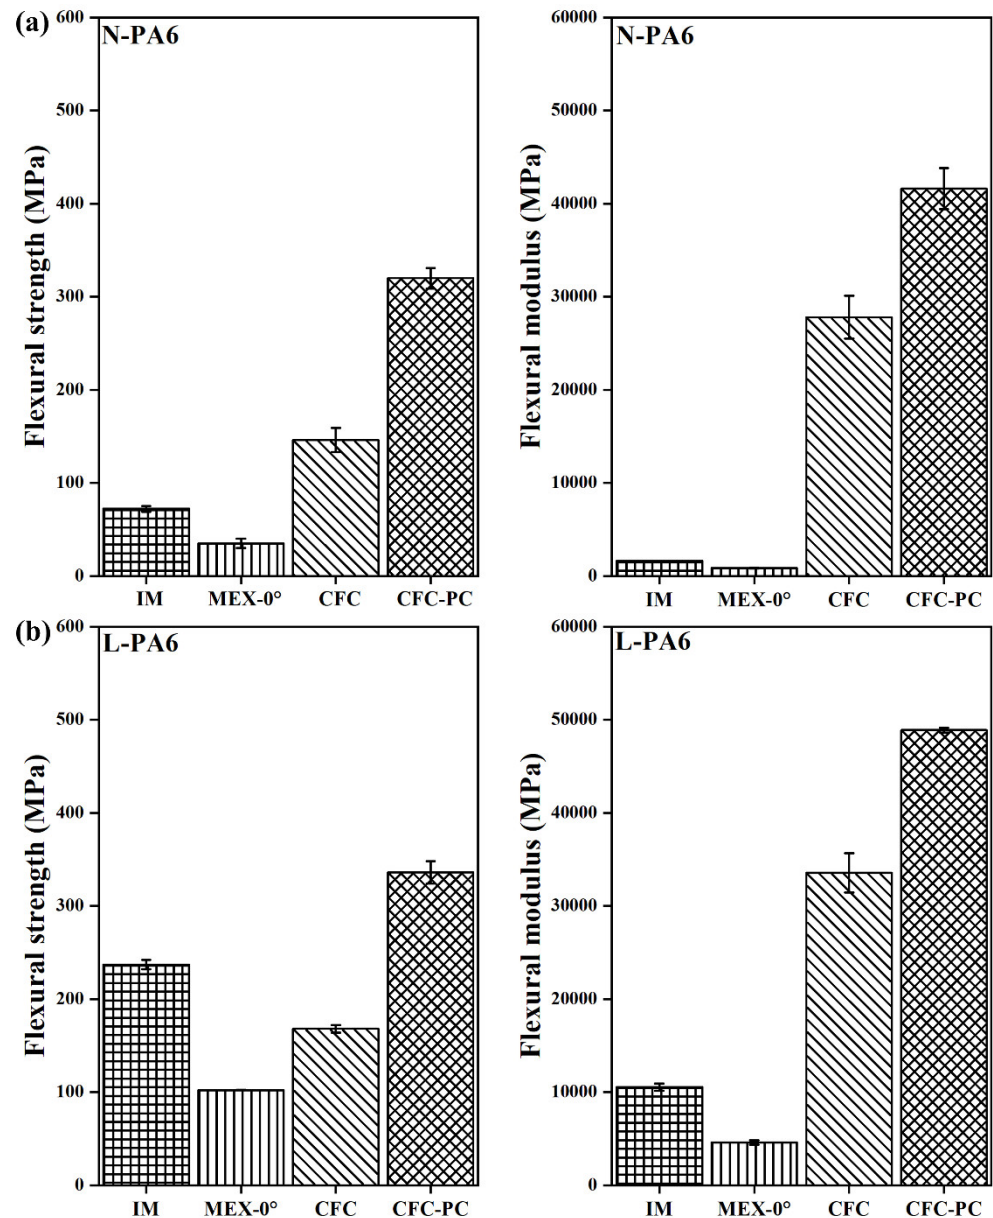 (a)
N-PA6
Flexural strength (MPa)
600
500
400
300
200
100
0
IM MEX-0° CFC CFC-PC
N-PA6
Flexural modulus (MPa)
60000
50000
40000
30000
20000
10000
0
IM MEX-0° CFC CFC-PC
(b)
L-PA6
Flexural strength (MPa)
600
500
400
300
200
100
0
IM MEX-0° CFC CFC-PC
L-PA6
Flexural modulus (MPa)
60000
50000
40000
30000
20000
10000
0
IM MEX-0° CFC CFC-PC